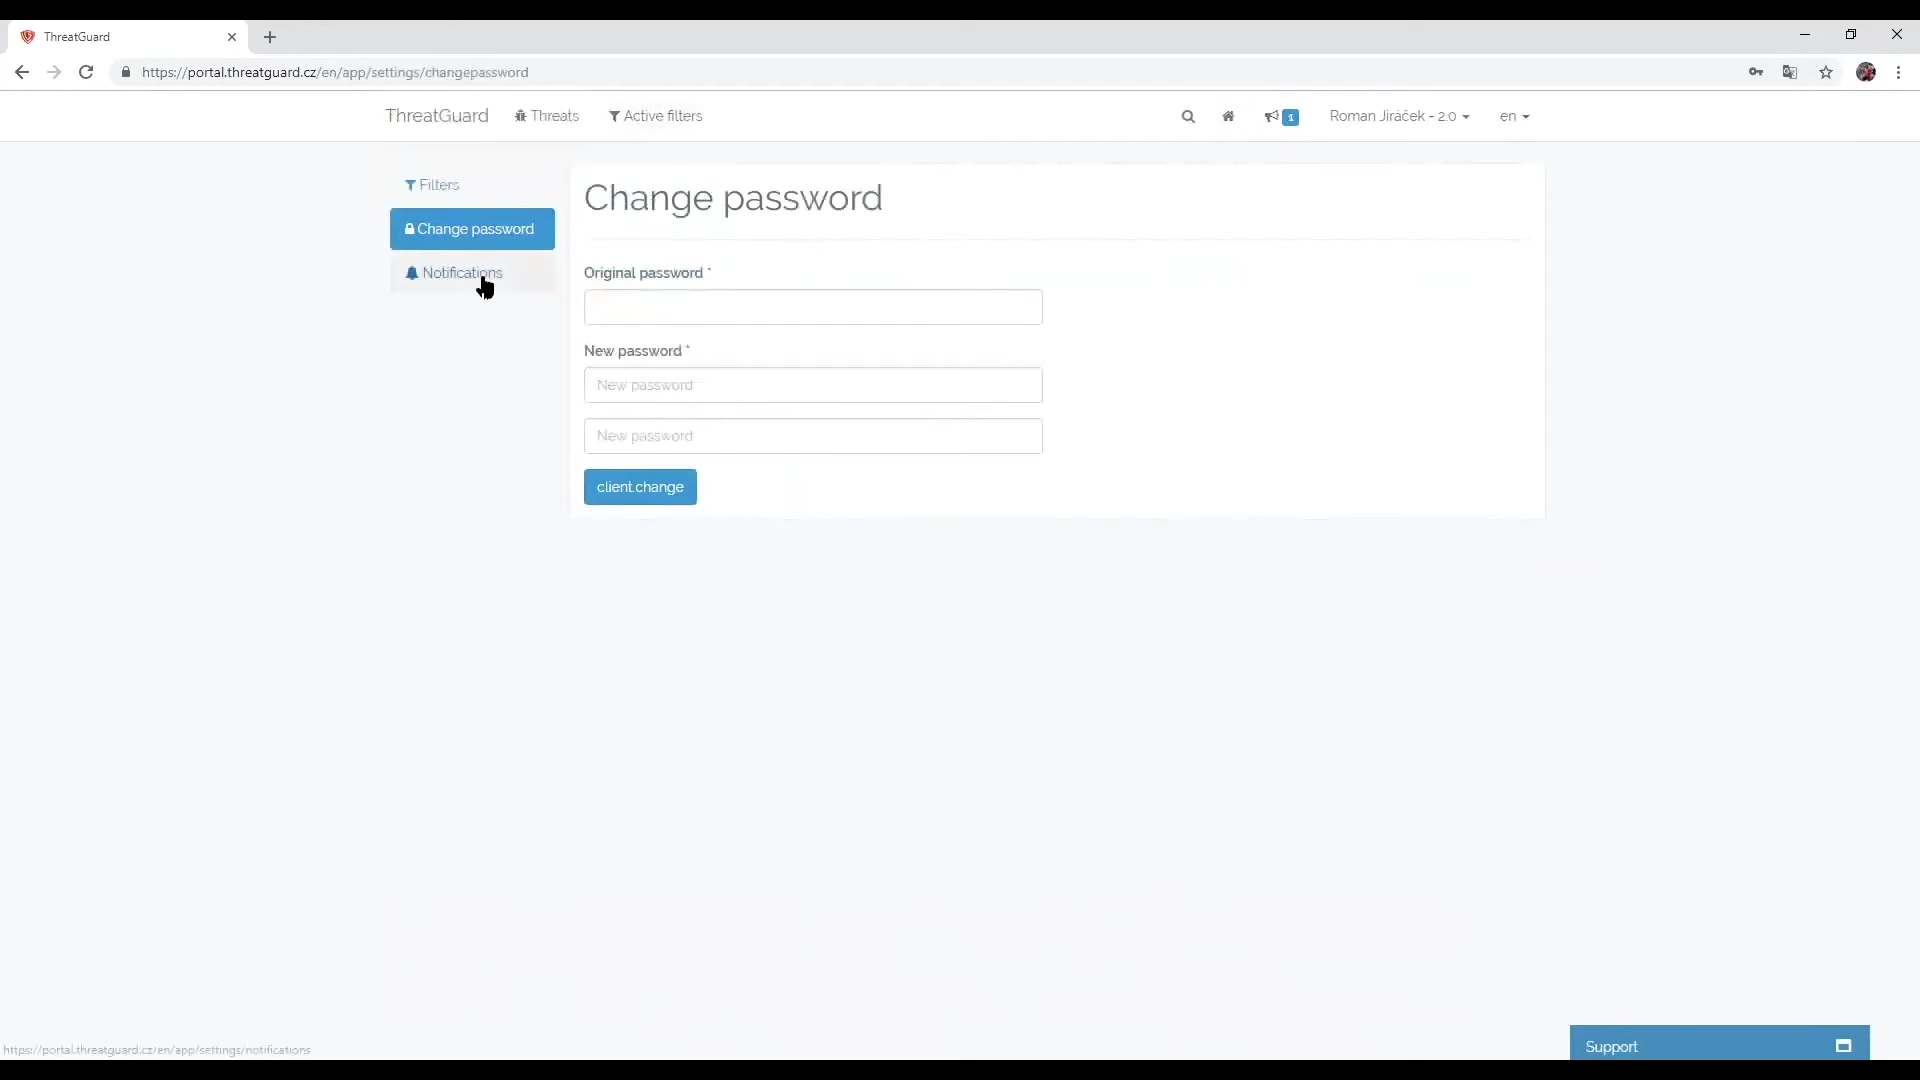 ThreatGuard
https://portal.threatguard.cz/en/app/settings/changepassword
ThreatGuard Threats Active filters 1 Roman Jiráček - 2.0 en
Filters
Change password
Notifications
Change password
Original password *
New password *
New password
New password
client.change
https://portal.threatguard.cz/en/app/settings/notifications
Support